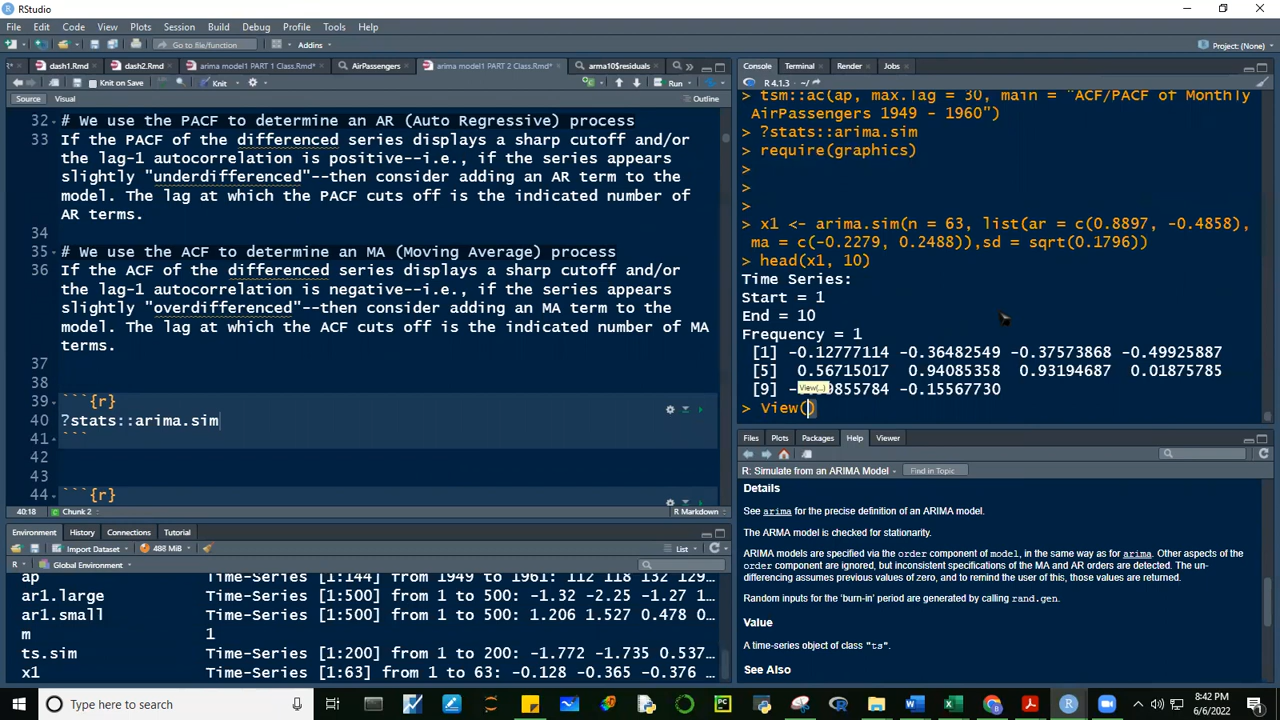 RStudio
File Edit Code View Plots Session Build Debug Profile Tools Help
Go to file/function Addins Project: (None)
dash1.Rmd dash2.Rmd arima model1 PART 1 Class.Rmd* AirPassengers arima model1 PART 2 Class.Rmd* arma10$residuals
Knit on Save Knit Run
Source Visual Outline
32 # We use the PACF to determine an AR (Auto Regressive) process
33 If the PACF of the differenced series displays a sharp cutoff and/or
the lag-1 autocorrelation is positive--i.e., if the series appears
slightly "underdifferenced"--then consider adding an AR term to the
model. The lag at which the PACF cuts off is the indicated number of
AR terms.
34
35 # We use the ACF to determine an MA (Moving Average) process
36 If the ACF of the differenced series displays a sharp cutoff and/or
the lag-1 autocorrelation is negative--i.e., if the series appears
slightly "overdifferenced"--then consider adding an MA term to the
model. The lag at which the ACF cuts off is the indicated number of MA
terms.
37
38
39 ```{r}
40 ?stats::arima.sim
41 ```
42
43
44 ```{r}
40:18 Chunk 2 R Markdown
Environment History Connections Tutorial
Import Dataset 488 MiB List
R Global Environment
ap Time-Series [1:144] from 1949 to 1961: 112 118 132 129...
ar1.large Time-Series [1:500] from 1 to 500: -1.32 -2.25 -1.27 1...
ar1.small Time-Series [1:500] from 1 to 500: 1.206 1.527 0.478 0...
m 1
ts.sim Time-Series [1:200] from 1 to 200: -1.772 -1.735 0.537...
x1 Time-Series [1:63] from 1 to 63: -0.128 -0.365 -0.376 ...
Console Terminal Render Jobs
R 4.1.3 · ~/
> tsm::ac(ap, max.lag = 30, main = "ACF/PACF of Monthly
AirPassengers 1949 - 1960")
> ?stats::arima.sim
> require(graphics)
>
>
>
> x1 <- arima.sim(n = 63, list(ar = c(0.8897, -0.4858),
ma = c(-0.2279, 0.2488)),sd = sqrt(0.1796))
> head(x1, 10)
Time Series:
Start = 1
End = 10
Frequency = 1
[1] -0.12777114 -0.36482549 -0.37573868 -0.49925887
[5] 0.56715017 0.94085358 0.93194687 0.01875785
[9] 9855784 -0.15567730
View(...)
> View()
Files Plots Packages Help Viewer
R: Simulate from an ARIMA Model Find in Topic
Details
See arima for the precise definition of an ARIMA model.
The ARMA model is checked for stationarity.
ARIMA models are specified via the order component of model, in the same way as for arima. Other aspects of the
order component are ignored, but inconsistent specifications of the MA and AR orders are detected. The un-
differencing assumes previous values of zero, and to remind the user of this, those values are returned.
Random inputs for the 'burn-in' period are generated by calling rand.gen.
Value
A time-series object of class "ts".
See Also
Type here to search
8:42 PM
6/6/2022